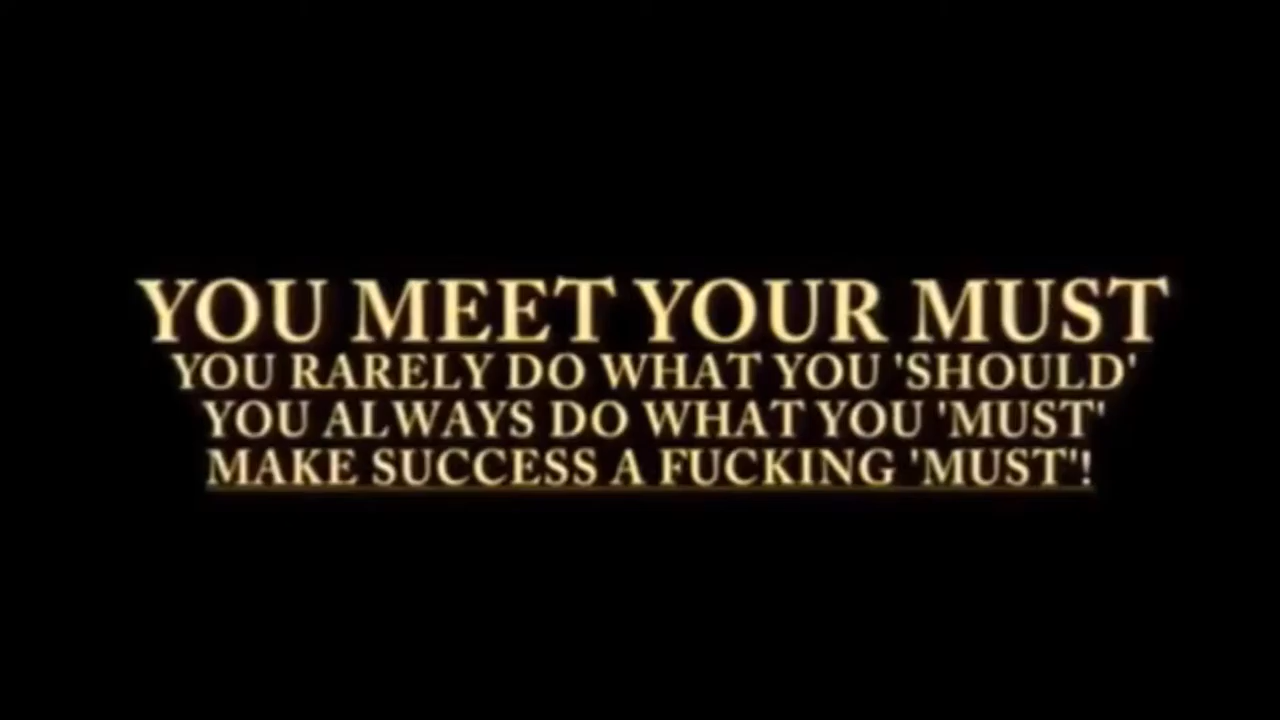 YOU MEET YOUR MUST
YOU RARELY DO WHAT YOU 'SHOULD'
YOU ALWAYS DO WHAT YOU 'MUST'
MAKE SUCCESS A FUCKING 'MUST'!